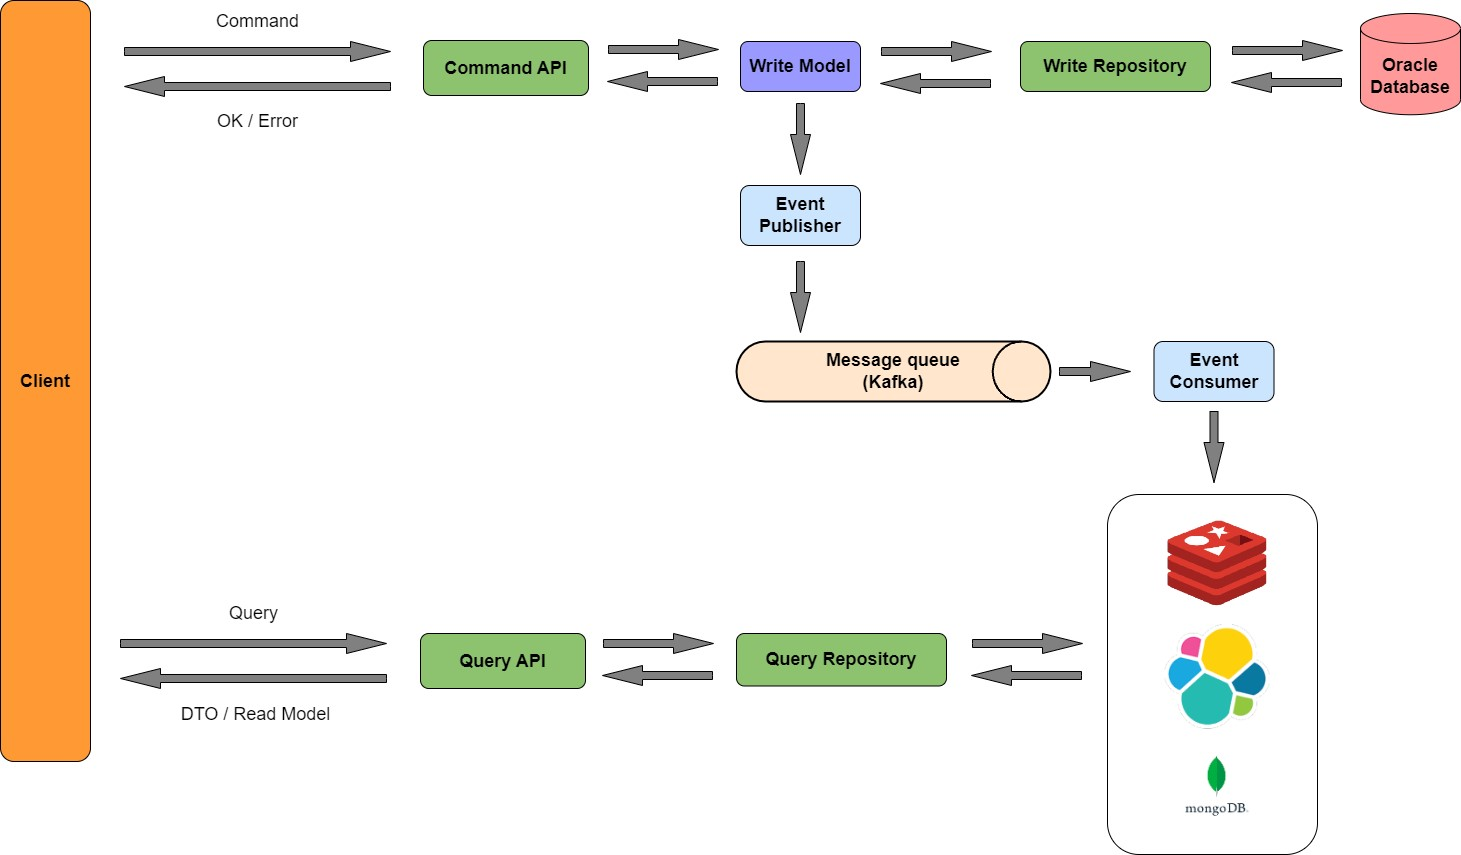 Command
OK / Error
Command API
Write Model
Write Repository
Oracle
Database
Event
Publisher
Message queue
(Kafka)
Event
Consumer
Client
Query
DTO / Read Model
Query API
Query Repository
mongoDB.